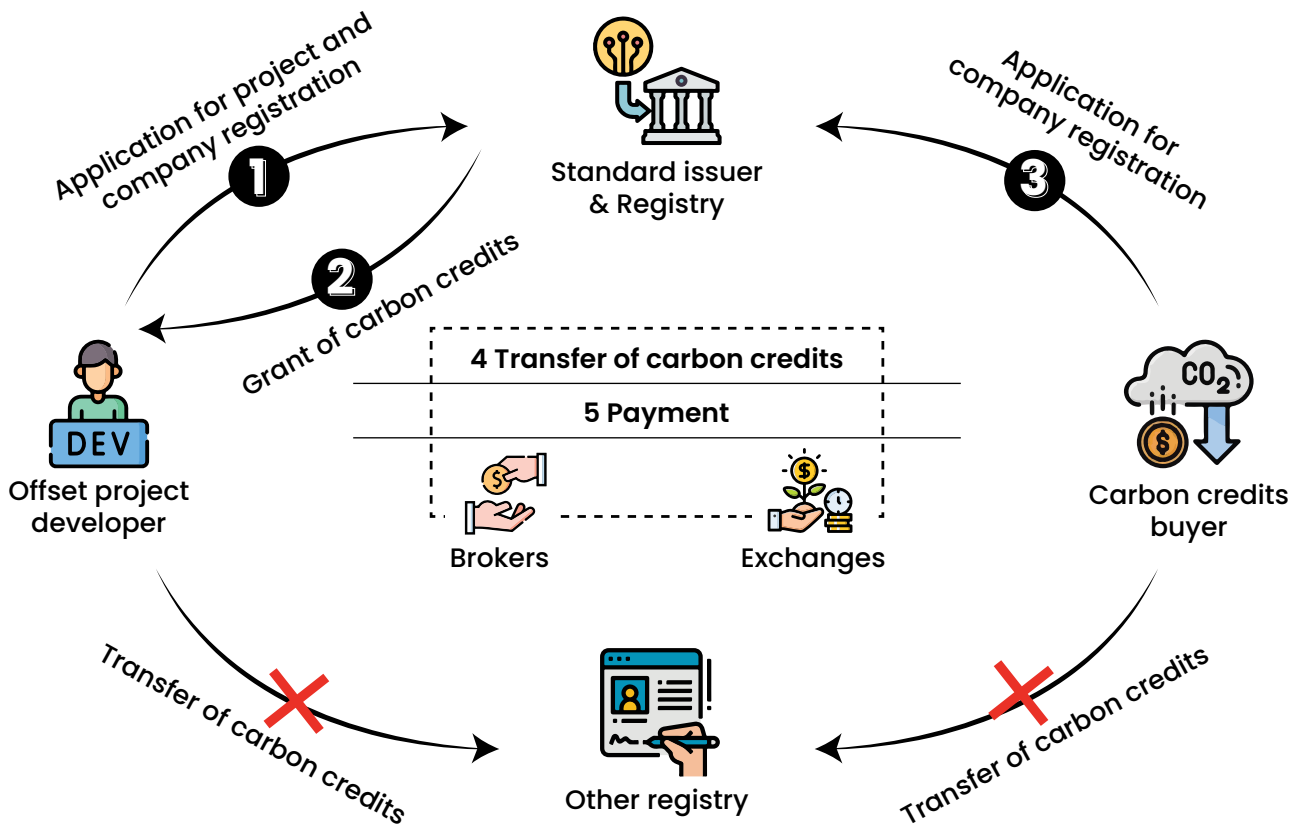 Application for project and
company registration
1
Standard issuer
& Registry
Application for
company registration
3
2
Grant of carbon credits
4 Transfer of carbon credits
5 Payment
DEV
Offset project
developer
$
Brokers
$
Exchanges
CO₂
$
Carbon credits
buyer
Transfer of carbon credits
Other registry
Transfer of carbon credits